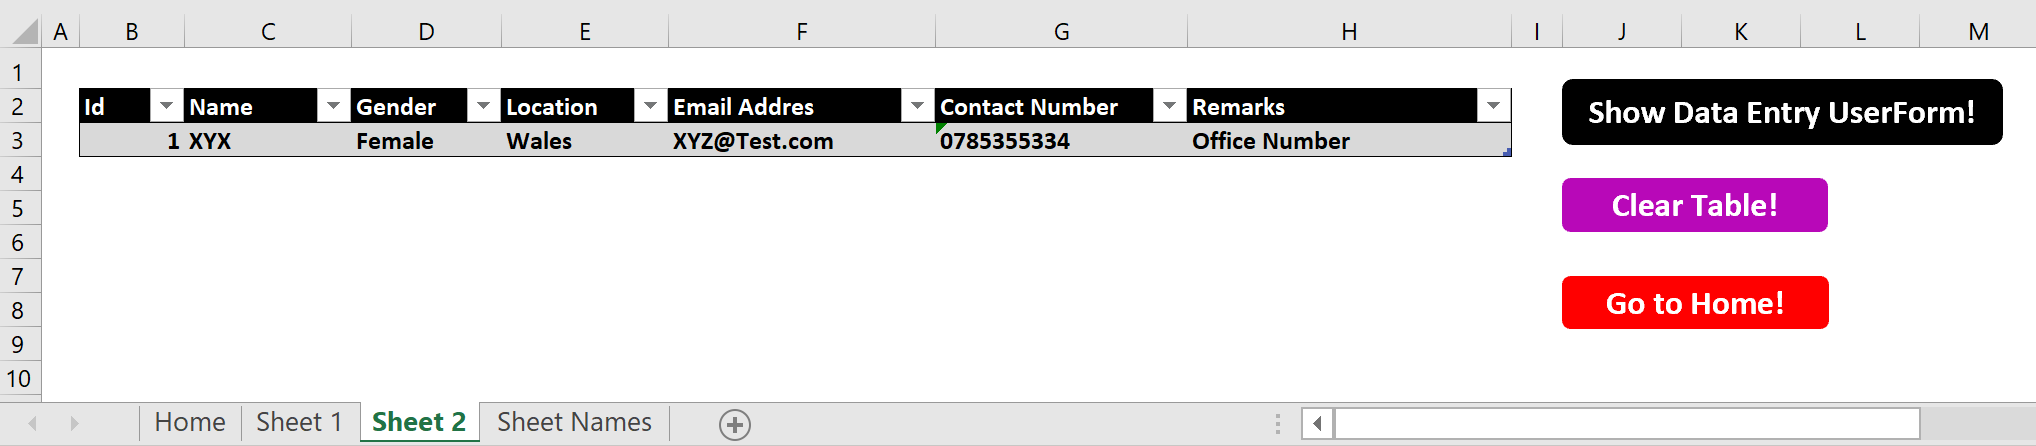 A B C D E F G H I J K L M
1
2 Id Name Gender Location Email Addres Contact Number Remarks Show Data Entry UserForm!
3 1 XYX Female Wales XYZ@Test.com 0785355334 Office Number
4
5 Clear Table!
6
7
8 Go to Home!
9
10
Home Sheet 1 Sheet 2 Sheet Names